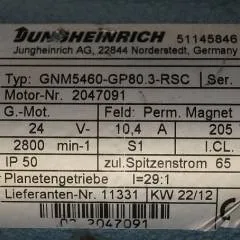 JUNGHEINRICH 51145846
Jungheinrich AG, 22844 Norderstedt, Germany
Typ: GNM5460-GP80.3-RSC Ser.
Motor-Nr. 2047091
G.-Mot. Feld: Perm. Magnet
24 V- 10,4 A 205
2800 min-1 S1 I.CL.
IP 50 zul.Spitzenstrom 65
Planetengetriebe I=29:1
Lieferanten-Nr. 11331 KW 22/12
02 2047091